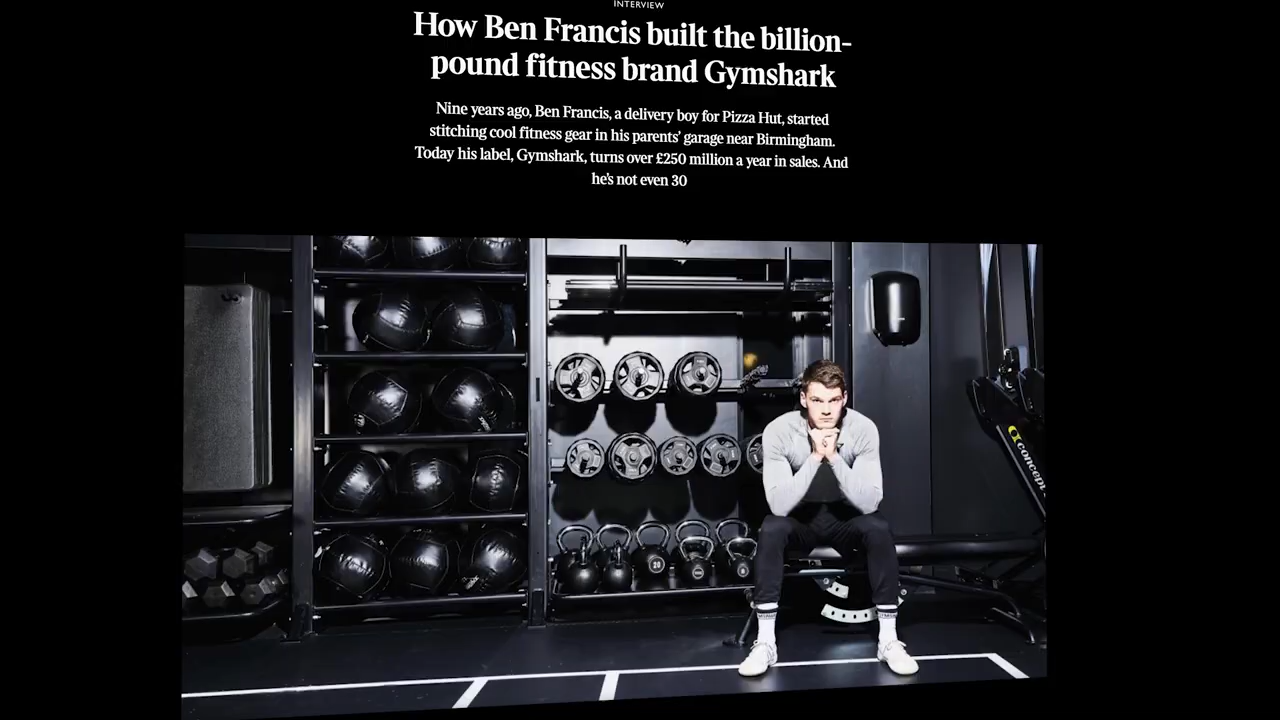 INTERVIEW
How Ben Francis built the billion-
pound fitness brand Gymshark
Nine years ago, Ben Francis, a delivery boy for Pizza Hut, started
stitching cool fitness gear in his parents’ garage near Birmingham.
Today his label, Gymshark, turns over £250 million a year in sales. And
he’s not even 30
concept
20